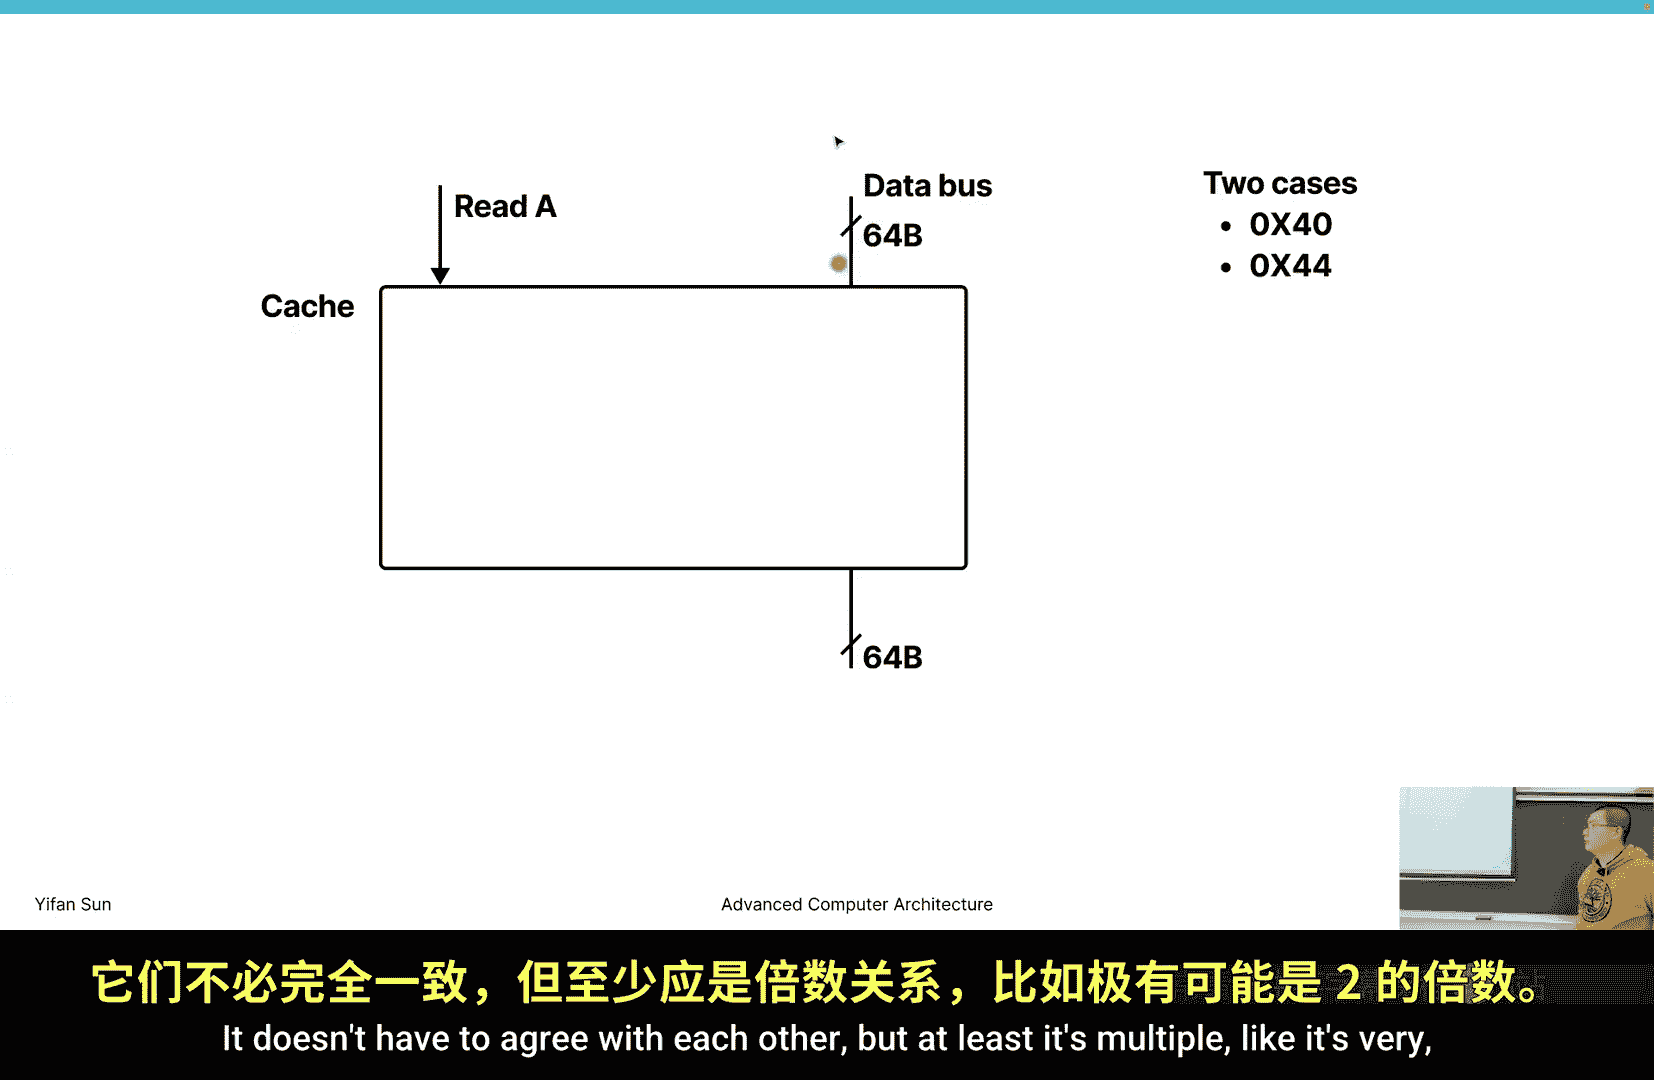 Read A
Data bus
64B
Cache
Two cases
• 0X40
• 0X44
64B
Yifan Sun
Advanced Computer Architecture
它们不必完全一致，但至少应是倍数关系，比如极有可能是 2 的倍数。
It doesn't have to agree with each other, but at least it's multiple, like it's very,